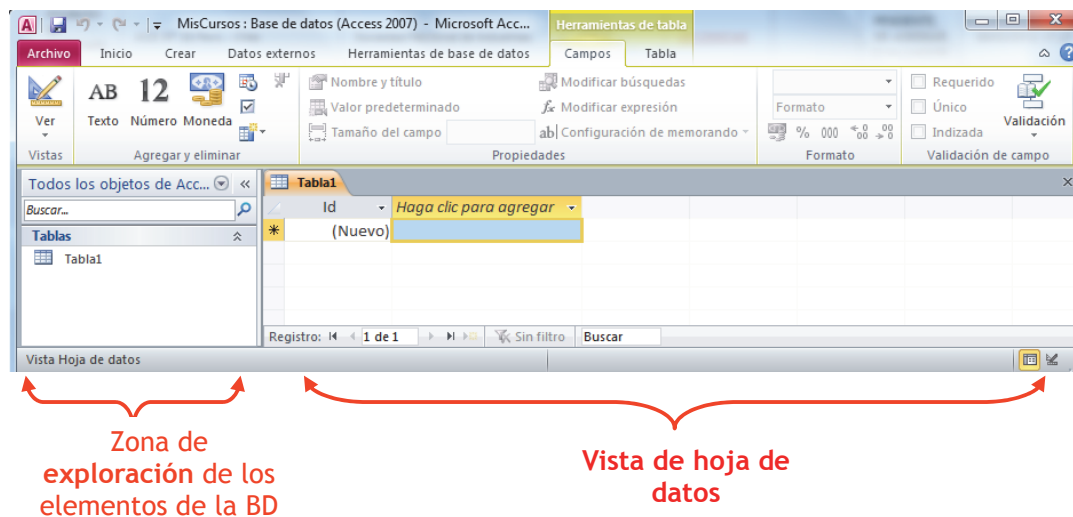 MisCursos : Base de datos (Access 2007) - Microsoft Acc...
Herramientas de tabla
Archivo Inicio Crear Datos externos Herramientas de base de datos Campos Tabla
Ver
AB Texto
12 Número
Moneda
Nombre y título
Valor predeterminado
Tamaño del campo
Modificar búsquedas
fx Modificar expresión
ab Configuración de memorando
Formato
% 000
Requerido
Único
Indizada
Validación
Vistas Agregar y eliminar Propiedades Formato Validación de campo
Todos los objetos de Acc... «
Buscar...
Tablas
Tabla1
Tabla1
Id Haga clic para agregar
(Nuevo)
Registro: 1 de 1 Sin filtro Buscar
Vista Hoja de datos
Zona de
exploración de los
elementos de la BD
Vista de hoja de
datos